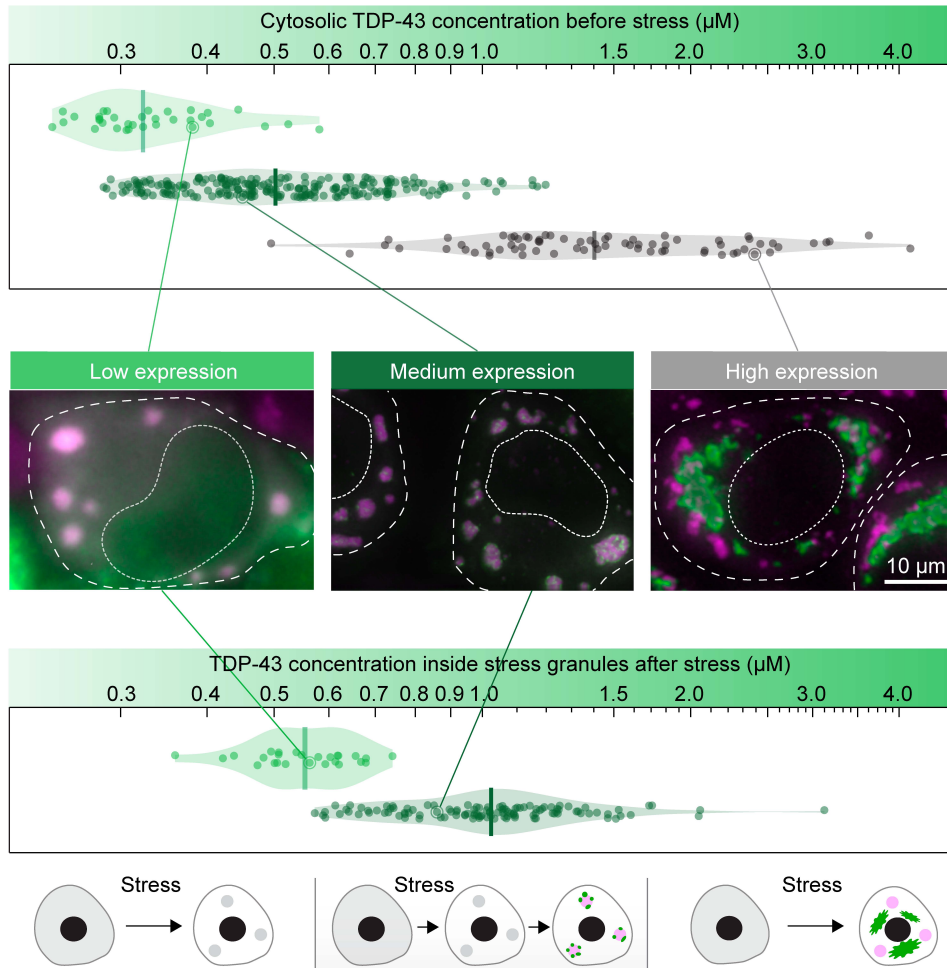 Cytosolic TDP-43 concentration before stress (µM)
0.3 0.4 0.5 0.6 0.7 0.8 0.9 1.0 1.5 2.0 3.0 4.0
Low expression
Medium expression
High expression
10 µm
TDP-43 concentration inside stress granules after stress (µM)
0.3 0.4 0.5 0.6 0.7 0.8 0.9 1.0 1.5 2.0 3.0 4.0
Stress
Stress
Stress